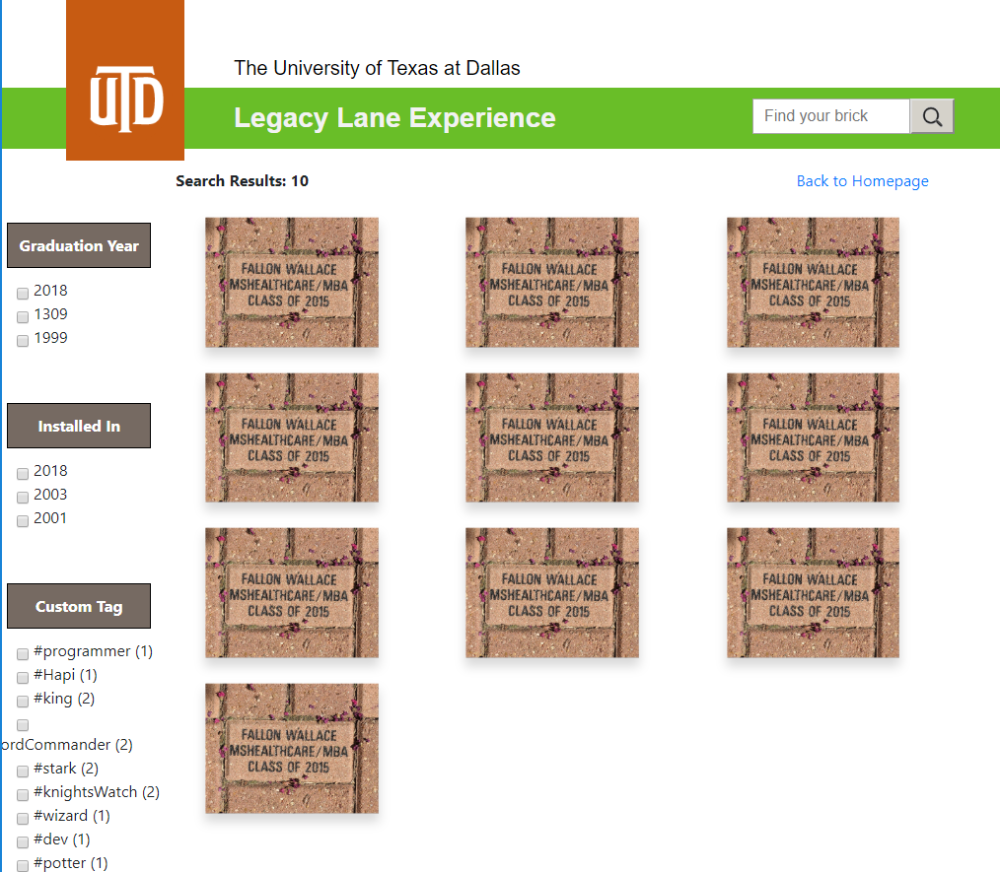 The University of Texas at Dallas
UTD
Legacy Lane Experience
Find your brick
Search Results: 10
Back to Homepage
Graduation Year
2018
1309
1999
Installed In
2018
2003
2001
Custom Tag
#programmer (1)
#Hapi (1)
#king (2)
ordCommander (2)
#stark (2)
#knightsWatch (2)
#wizard (1)
#dev (1)
#potter (1)
FALLON WALLACE
MSHEALTHCARE/MBA
CLASS OF 2015
FALLON WALLACE
MSHEALTHCARE/MBA
CLASS OF 2015
FALLON WALLACE
MSHEALTHCARE/MBA
CLASS OF 2015
FALLON WALLACE
MSHEALTHCARE/MBA
CLASS OF 2015
FALLON WALLACE
MSHEALTHCARE/MBA
CLASS OF 2015
FALLON WALLACE
MSHEALTHCARE/MBA
CLASS OF 2015
FALLON WALLACE
MSHEALTHCARE/MBA
CLASS OF 2015
FALLON WALLACE
MSHEALTHCARE/MBA
CLASS OF 2015
FALLON WALLACE
MSHEALTHCARE/MBA
CLASS OF 2015
FALLON WALLACE
MSHEALTHCARE/MBA
CLASS OF 2015